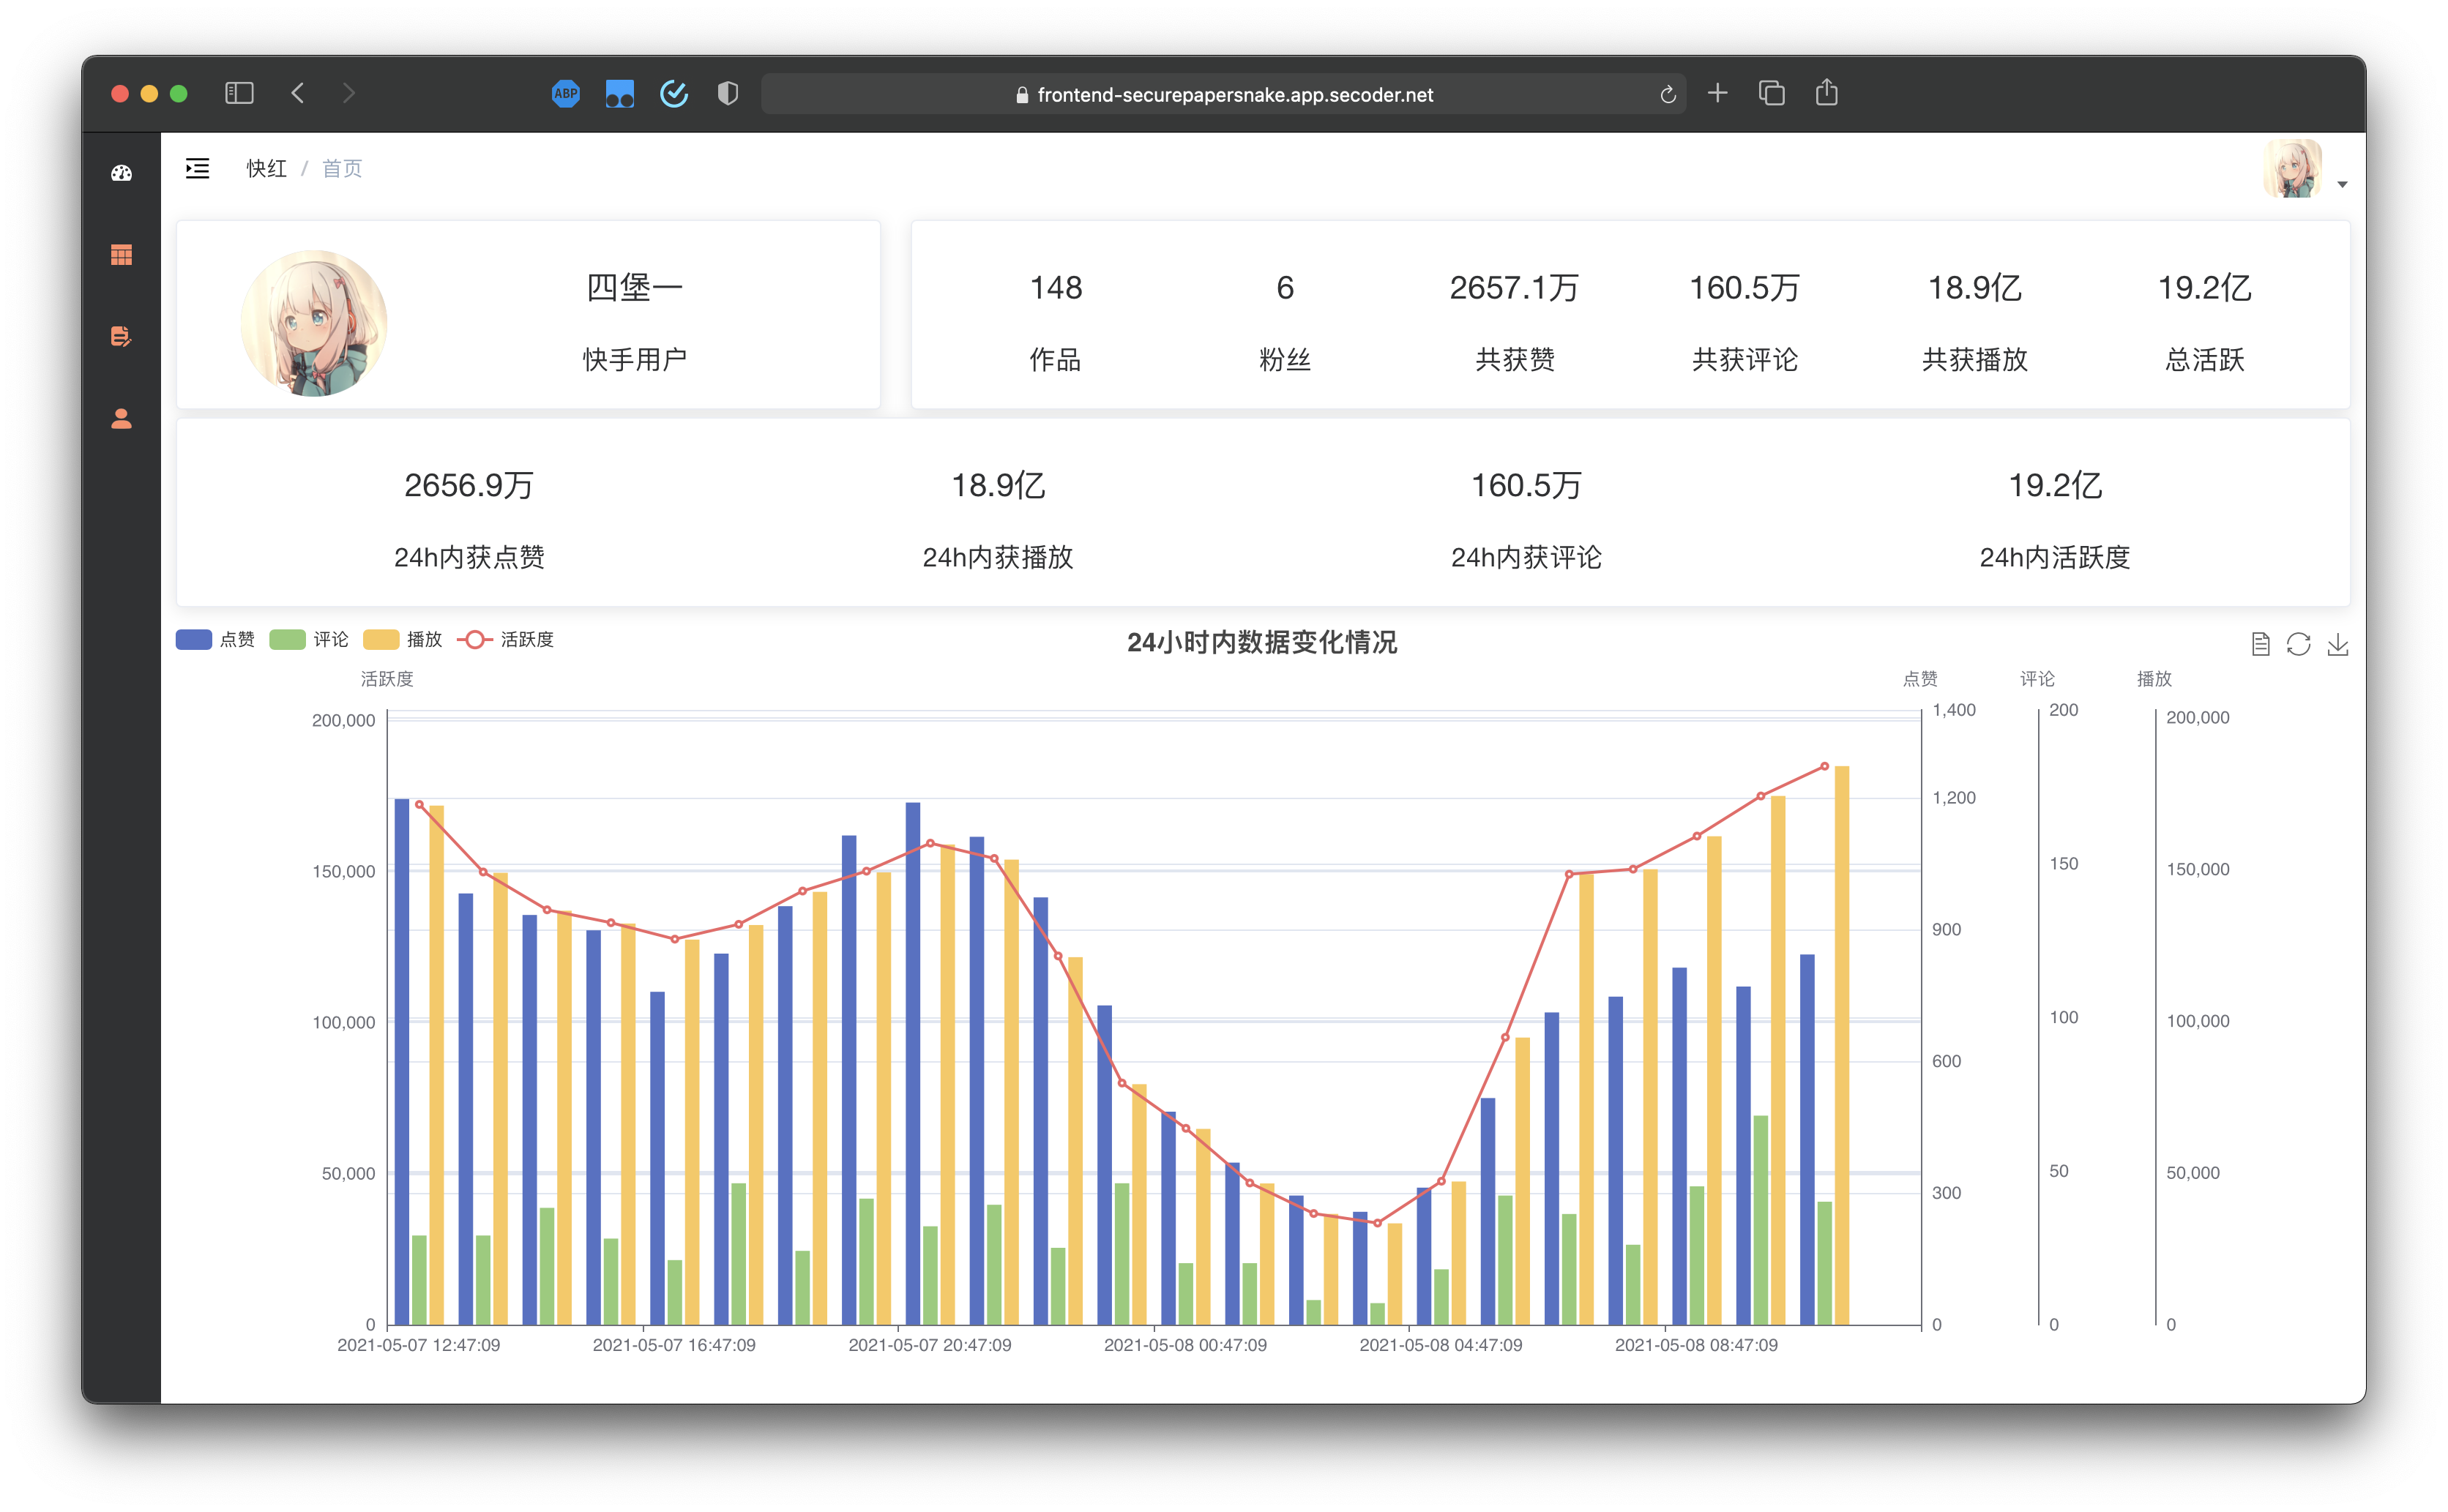 ABP
frontend-securepapersnake.app.secoder.net
快红 / 首页
四堡一
快手用户
148
6
2657.1万
160.5万
18.9亿
19.2亿
作品
粉丝
共获赞
共获评论
共获播放
总活跃
2656.9万
18.9亿
160.5万
19.2亿
24h内获点赞
24h内获播放
24h内获评论
24h内活跃度
点赞
评论
播放
活跃度
24小时内数据变化情况
活跃度
点赞
评论
播放
200,000
150,000
100,000
50,000
0
1,400
1,200
900
600
300
0
200
150
100
50
0
200,000
150,000
100,000
50,000
0
2021-05-07 12:47:09
2021-05-07 16:47:09
2021-05-07 20:47:09
2021-05-08 00:47:09
2021-05-08 04:47:09
2021-05-08 08:47:09